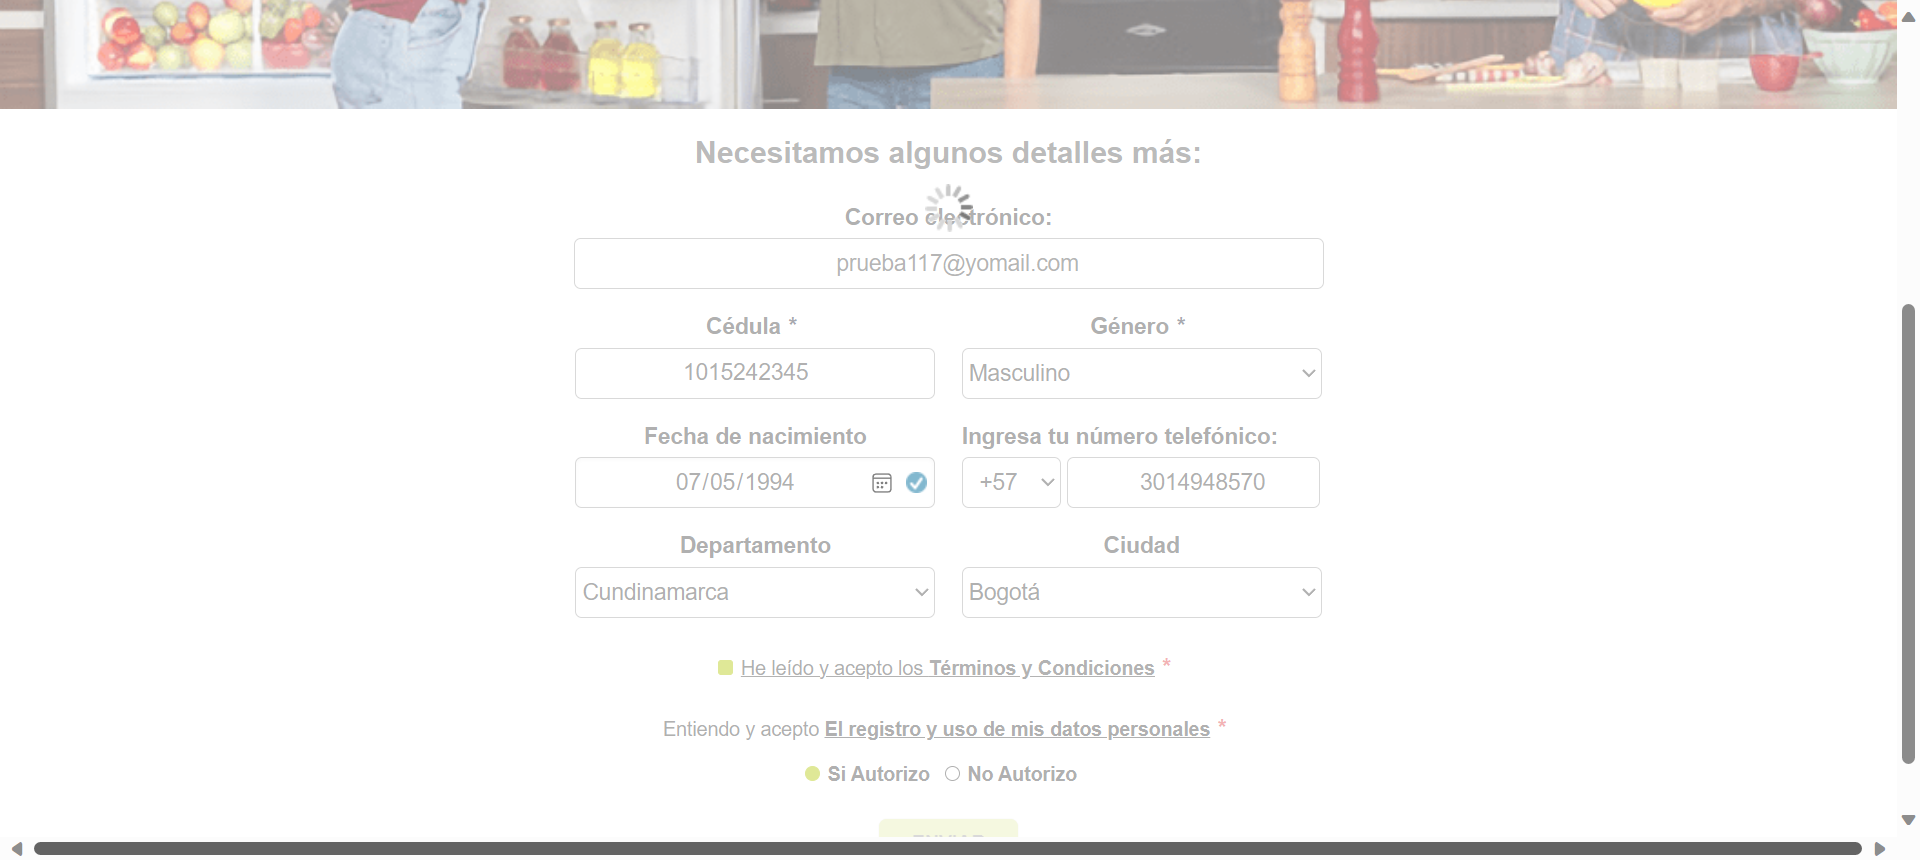 Necesitamos algunos detalles más:
Correo electrónico:
prueba117@yomail.com
Cédula * Género *
1015242345 Masculino
Fecha de nacimiento Ingresa tu número telefónico:
07/05/1994 +57 3014948570
Departamento Ciudad
Cundinamarca Bogotá
He leído y acepto los Términos y Condiciones *
Entiendo y acepto El registro y uso de mis datos personales *
Si Autorizo No Autorizo